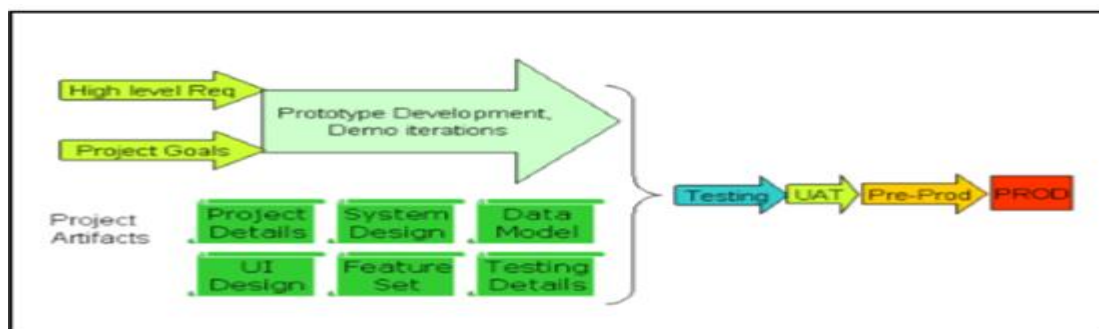 High level Req
Prototype Development,
Demo iterations
Project Goals
Testing
UAT
Pre-Prod
PROD
Project
Artifacts
Project
Details
System
Design
Data
Model
UI
Design
Feature
Set
Testing
Details